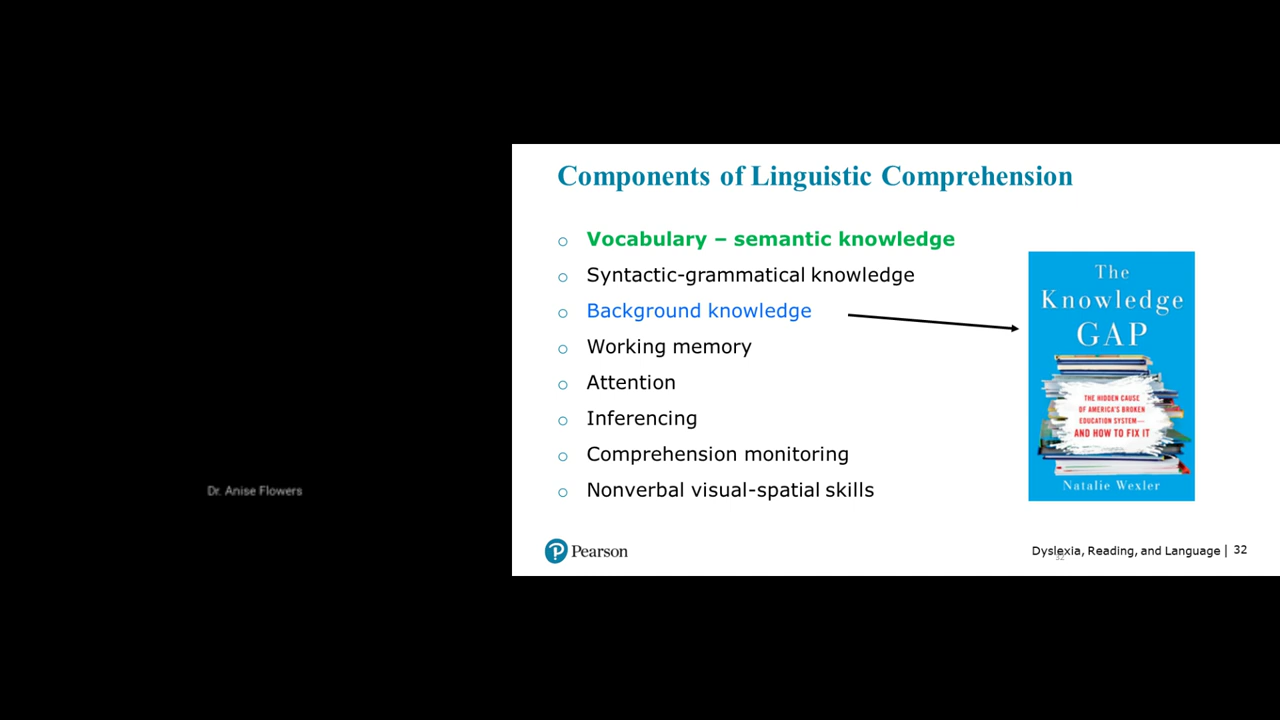 Components of Linguistic Comprehension
Vocabulary – semantic knowledge
Syntactic-grammatical knowledge
Background knowledge
Working memory
Attention
Inferencing
Comprehension monitoring
Nonverbal visual-spatial skills
The
Knowledge
GAP
THE HIDDEN CAUSE
OF AMERICA'S BROKEN
EDUCATION SYSTEM—
AND HOW TO FIX IT
Natalie Wexler
Dr. Anise Flowers
P Pearson
Dyslexia, Reading, and Language | 32
32